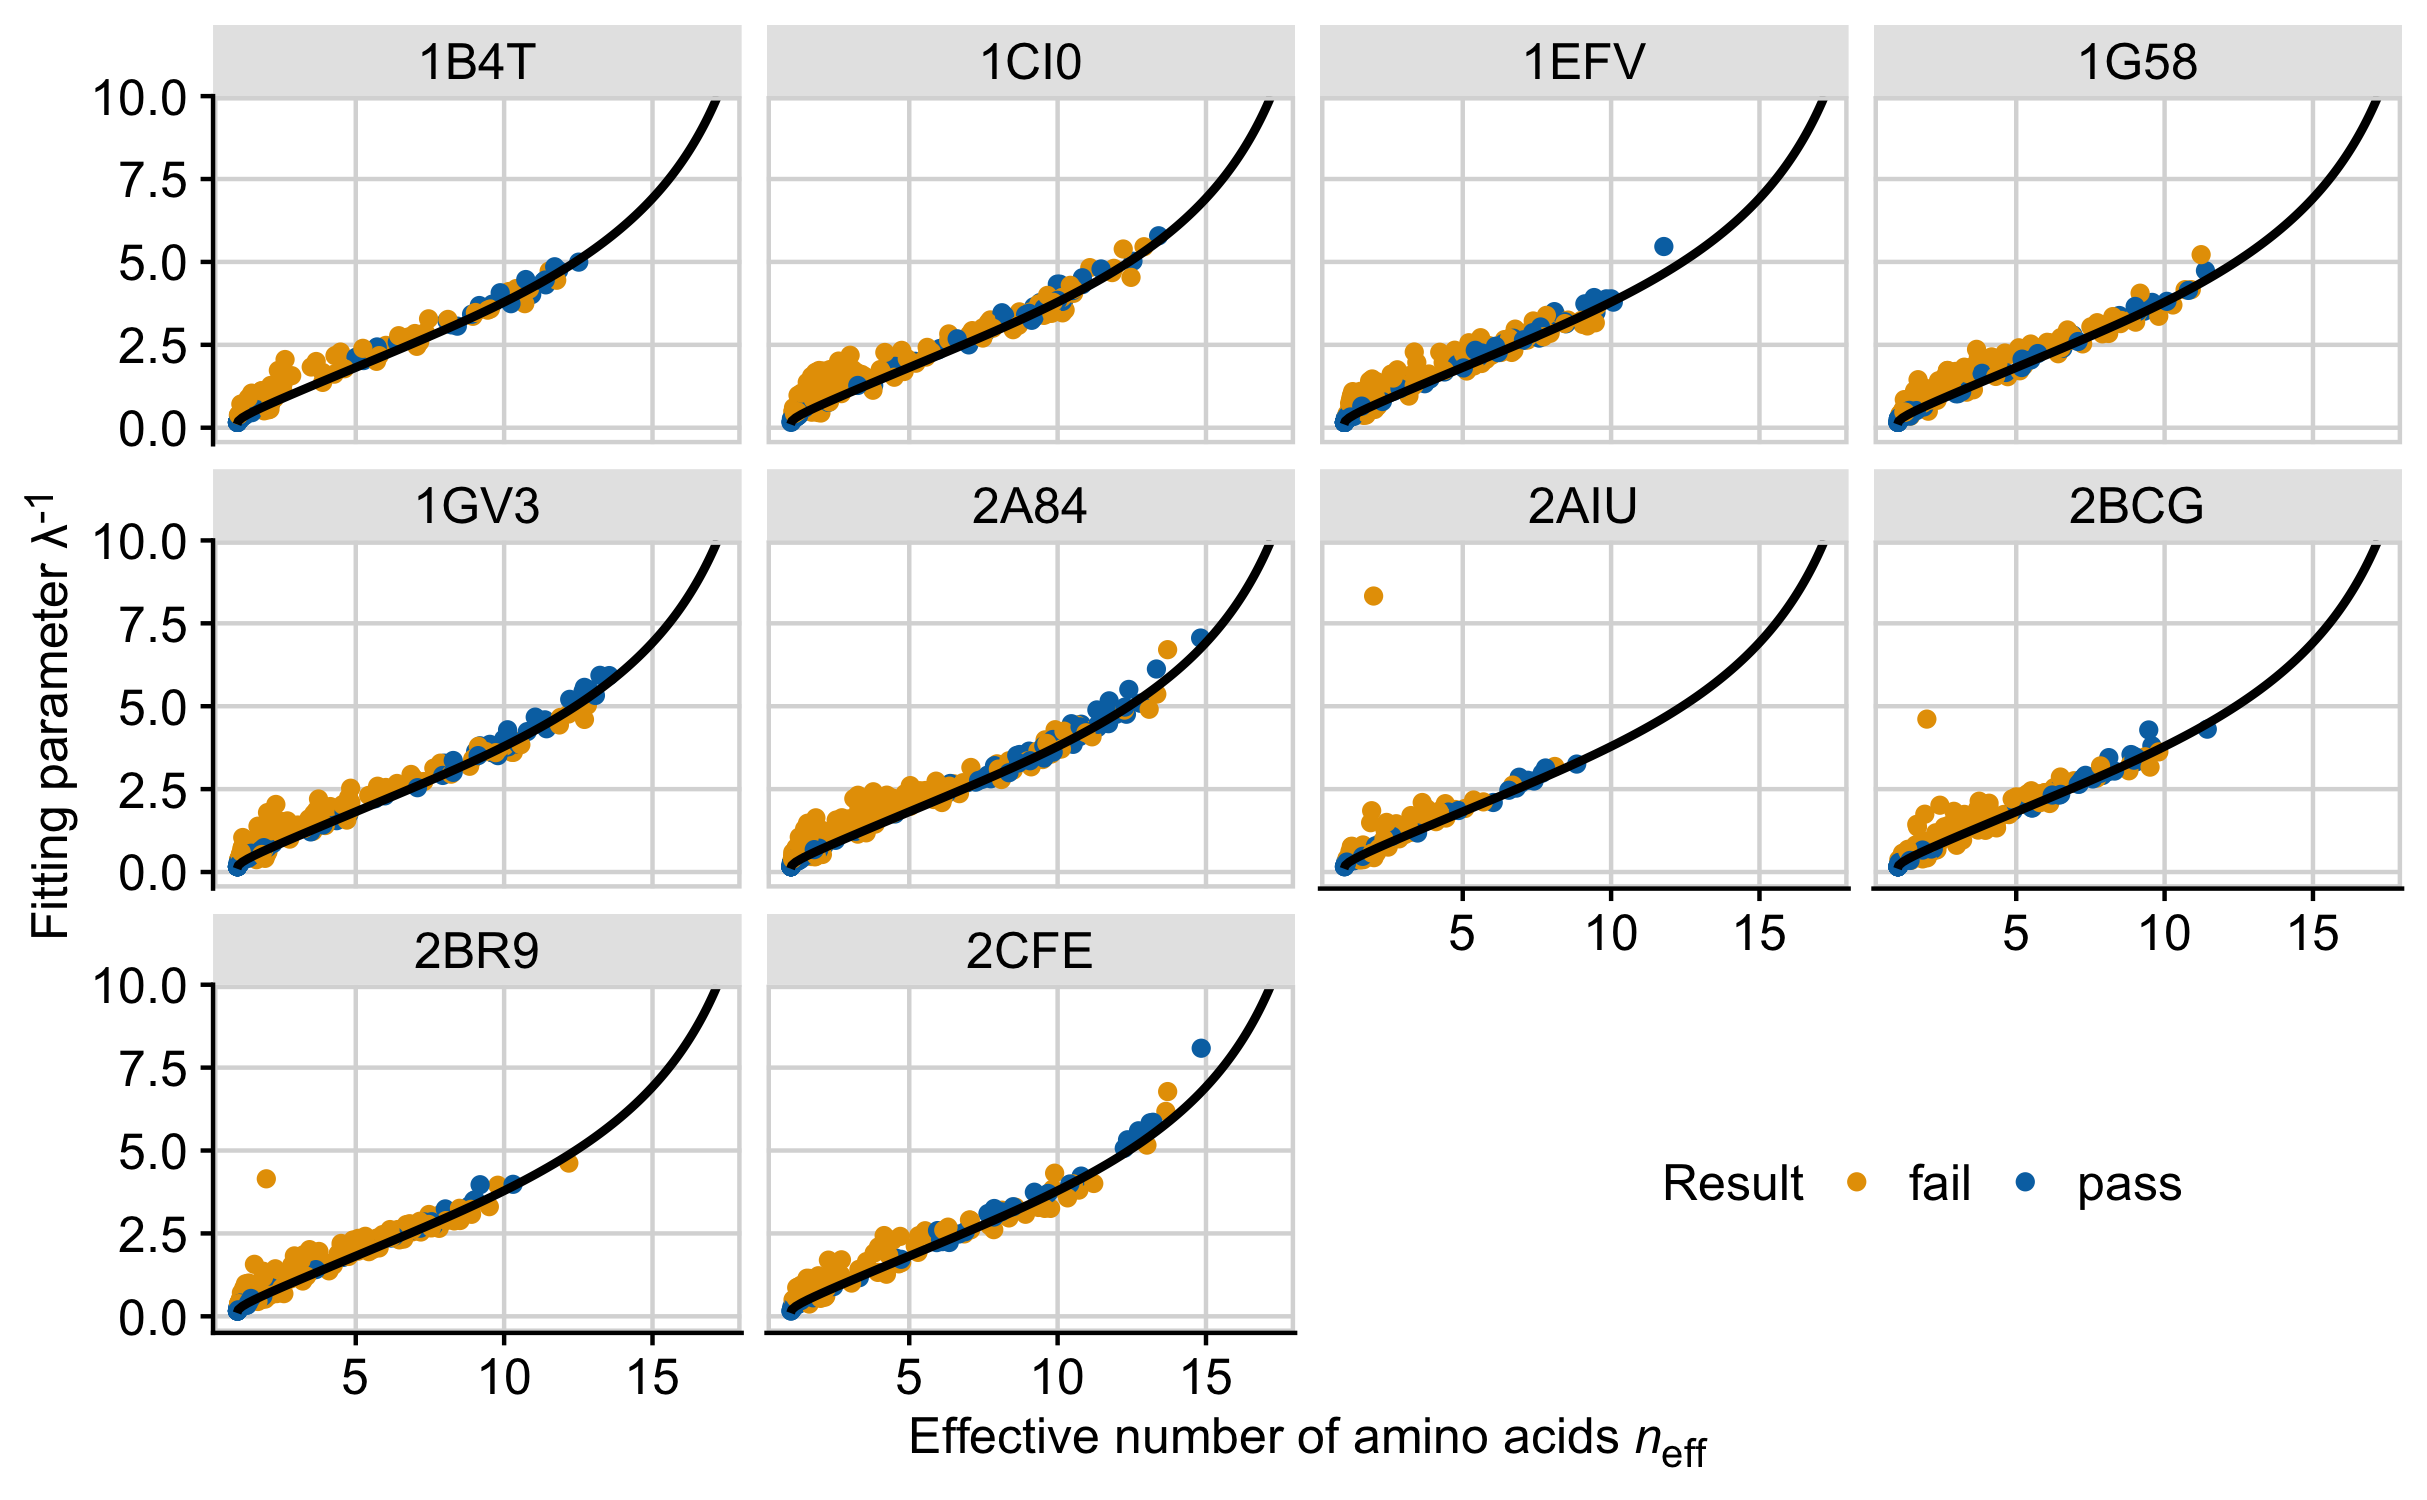 1B4T 1CI0 1EFV 1G58
10.0
7.5
5.0
2.5
0.0
1GV3 2A84 2AIU 2BCG
Fitting parameter λ-1
10.0
7.5
5.0
2.5
0.0
5 10 15 5 10 15
2BR9 2CFE
10.0
7.5
5.0
2.5
0.0
Result fail pass
5 10 15 5 10 15
Effective number of amino acids neff